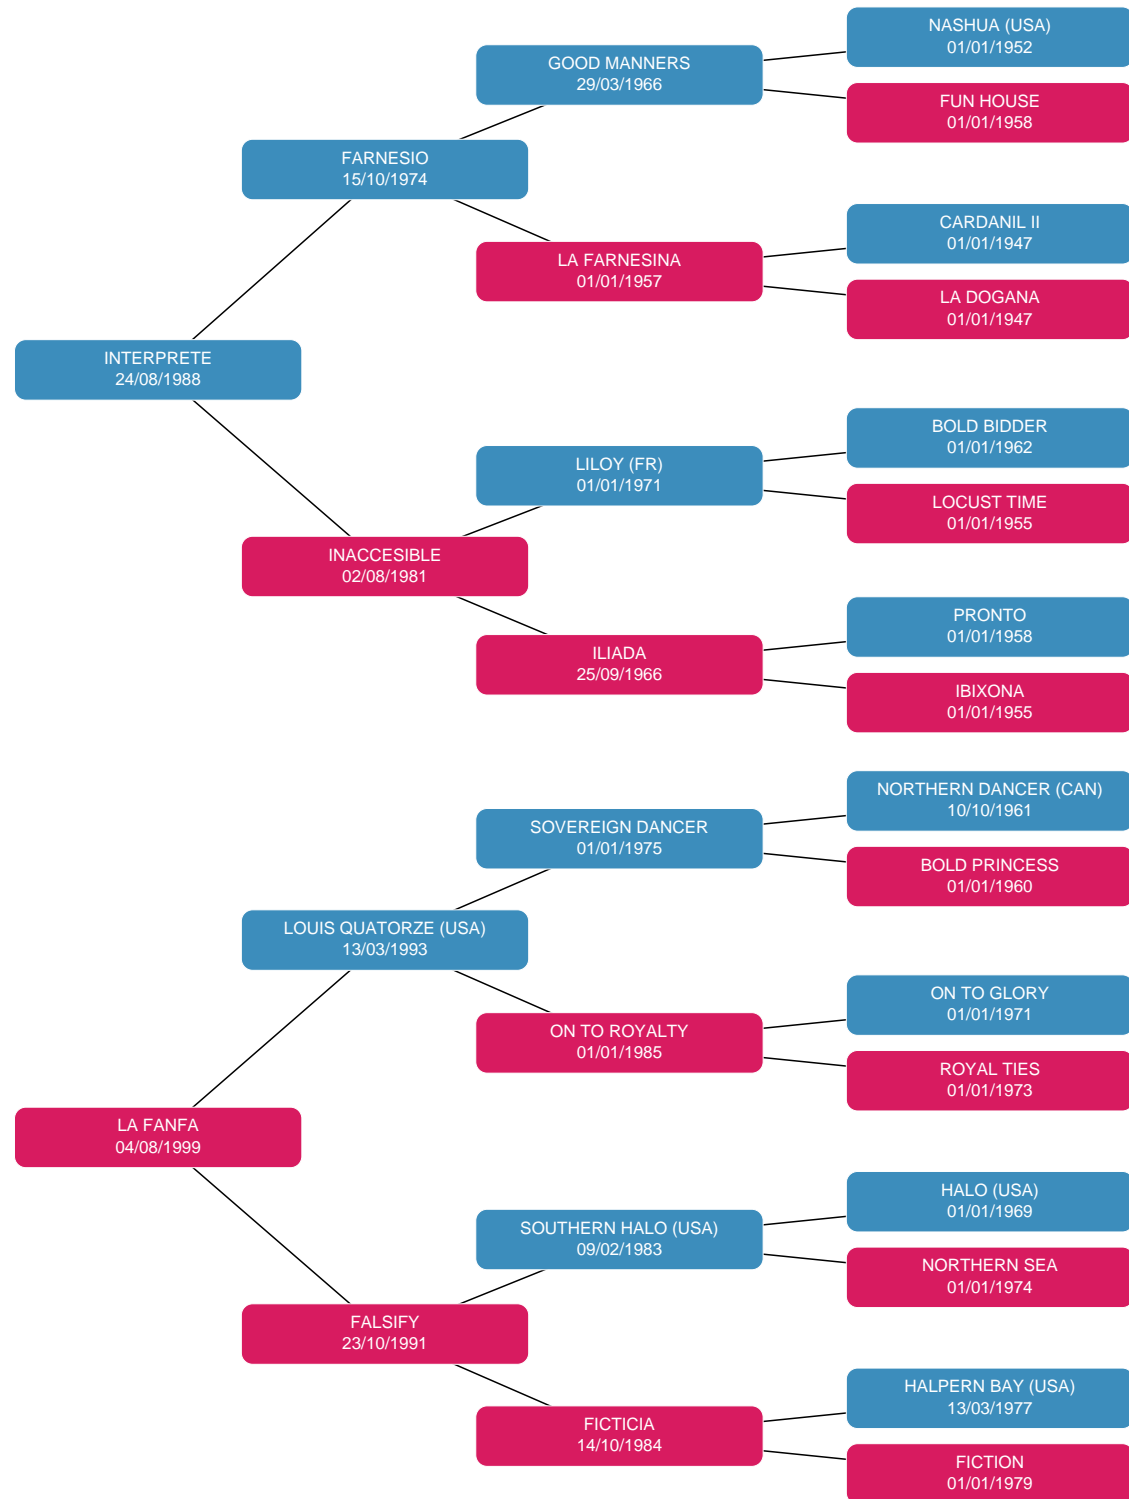 NASHUA (USA)
01/01/1952
GOOD MANNERS
29/03/1966
FUN HOUSE
01/01/1958
FARNESIO
15/10/1974
CARDANIL II
01/01/1947
LA FARNESINA
01/01/1957
LA DOGANA
01/01/1947
INTERPRETE
24/08/1988
BOLD BIDDER
01/01/1962
LILOY (FR)
01/01/1971
LOCUST TIME
01/01/1955
INACCESIBLE
02/08/1981
PRONTO
01/01/1958
ILIADA
25/09/1966
IBIXONA
01/01/1955
NORTHERN DANCER (CAN)
10/10/1961
SOVEREIGN DANCER
01/01/1975
BOLD PRINCESS
01/01/1960
LOUIS QUATORZE (USA)
13/03/1993
ON TO GLORY
01/01/1971
ON TO ROYALTY
01/01/1985
ROYAL TIES
01/01/1973
LA FANFA
04/08/1999
HALO (USA)
01/01/1969
SOUTHERN HALO (USA)
09/02/1983
NORTHERN SEA
01/01/1974
FALSIFY
23/10/1991
HALPERN BAY (USA)
13/03/1977
FICTICIA
14/10/1984
FICTION
01/01/1979